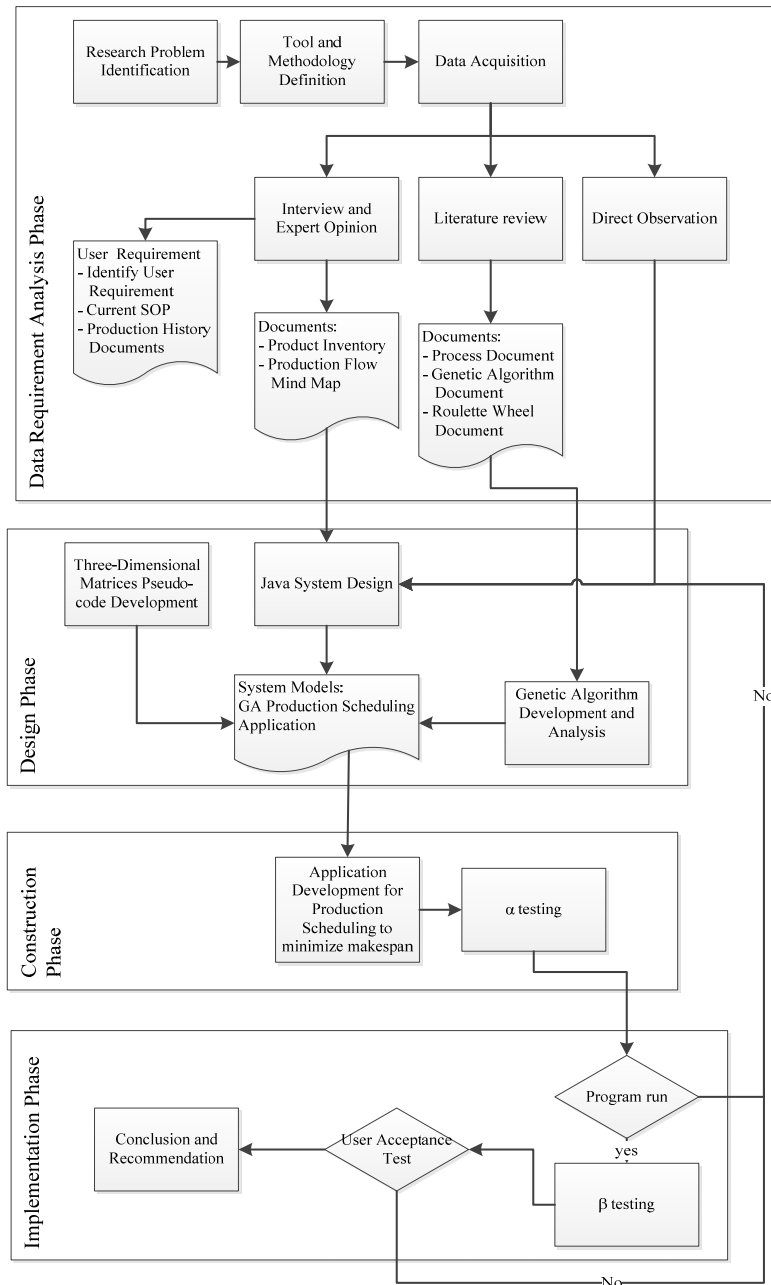 Data Requirement Analysis Phase
Research Problem
Identification
Tool and
Methodology
Definition
Data Acquisition
Interview and
Expert Opinion
Literature review
Direct Observation
User Requirement
- Identify User
Requirement
- Current SOP
- Production History
Documents
Documents:
- Product Inventory
- Production Flow
Mind Map
Documents:
- Process Document
- Genetic Algorithm
Document
- Roulette Wheel
Document
Design Phase
Three-Dimensional
Matrices Pseudo-
code Development
Java System Design
System Models:
GA Production Scheduling
Application
Genetic Algorithm
Development and
Analysis
No
Construction
Phase
Application
Development for
Production
Scheduling to
minimize makespan
α testing
Implementation Phase
Program run
yes
Conclusion and
Recommendation
User Acceptance
Test
β testing
No